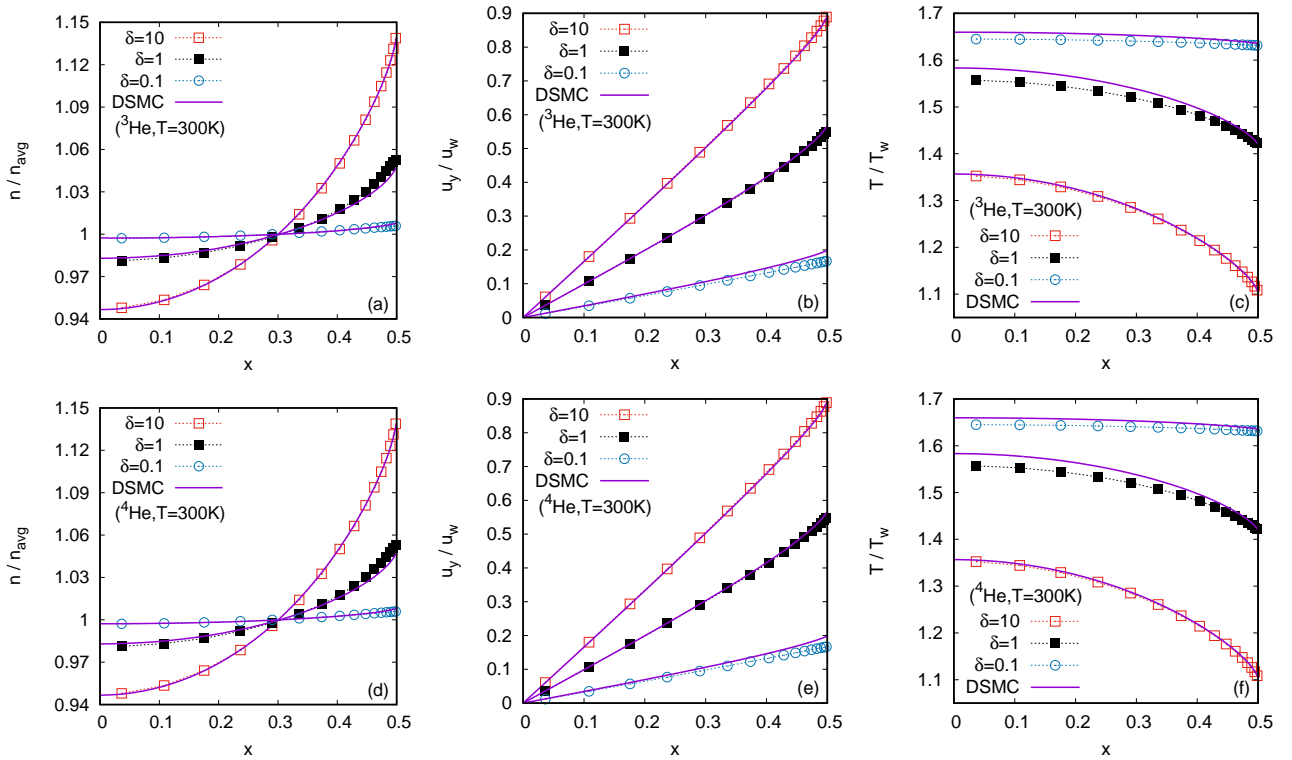 1.15
1.12
1.09
1.06
1.03
1
0.97
0.94
n / n_avg
δ=10
δ=1
δ=0.1
DSMC
(³He,T=300K)
(a)
0 0.1 0.2 0.3 0.4 0.5
x
0.9
0.8
0.7
0.6
0.5
0.4
0.3
0.2
0.1
0
u_y / u_w
δ=10
δ=1
δ=0.1
DSMC
(³He,T=300K)
(b)
0 0.1 0.2 0.3 0.4 0.5
x
1.7
1.6
1.5
1.4
1.3
1.2
1.1
T / T_w
(³He,T=300K)
δ=10
δ=1
δ=0.1
DSMC
(c)
0 0.1 0.2 0.3 0.4 0.5
x
1.15
1.12
1.09
1.06
1.03
1
0.97
0.94
n / n_avg
δ=10
δ=1
δ=0.1
DSMC
(⁴He,T=300K)
(d)
0 0.1 0.2 0.3 0.4 0.5
x
0.9
0.8
0.7
0.6
0.5
0.4
0.3
0.2
0.1
0
u_y / u_w
δ=10
δ=1
δ=0.1
DSMC
(⁴He,T=300K)
(e)
0 0.1 0.2 0.3 0.4 0.5
x
1.7
1.6
1.5
1.4
1.3
1.2
1.1
T / T_w
(⁴He,T=300K)
δ=10
δ=1
δ=0.1
DSMC
(f)
0 0.1 0.2 0.3 0.4 0.5
x